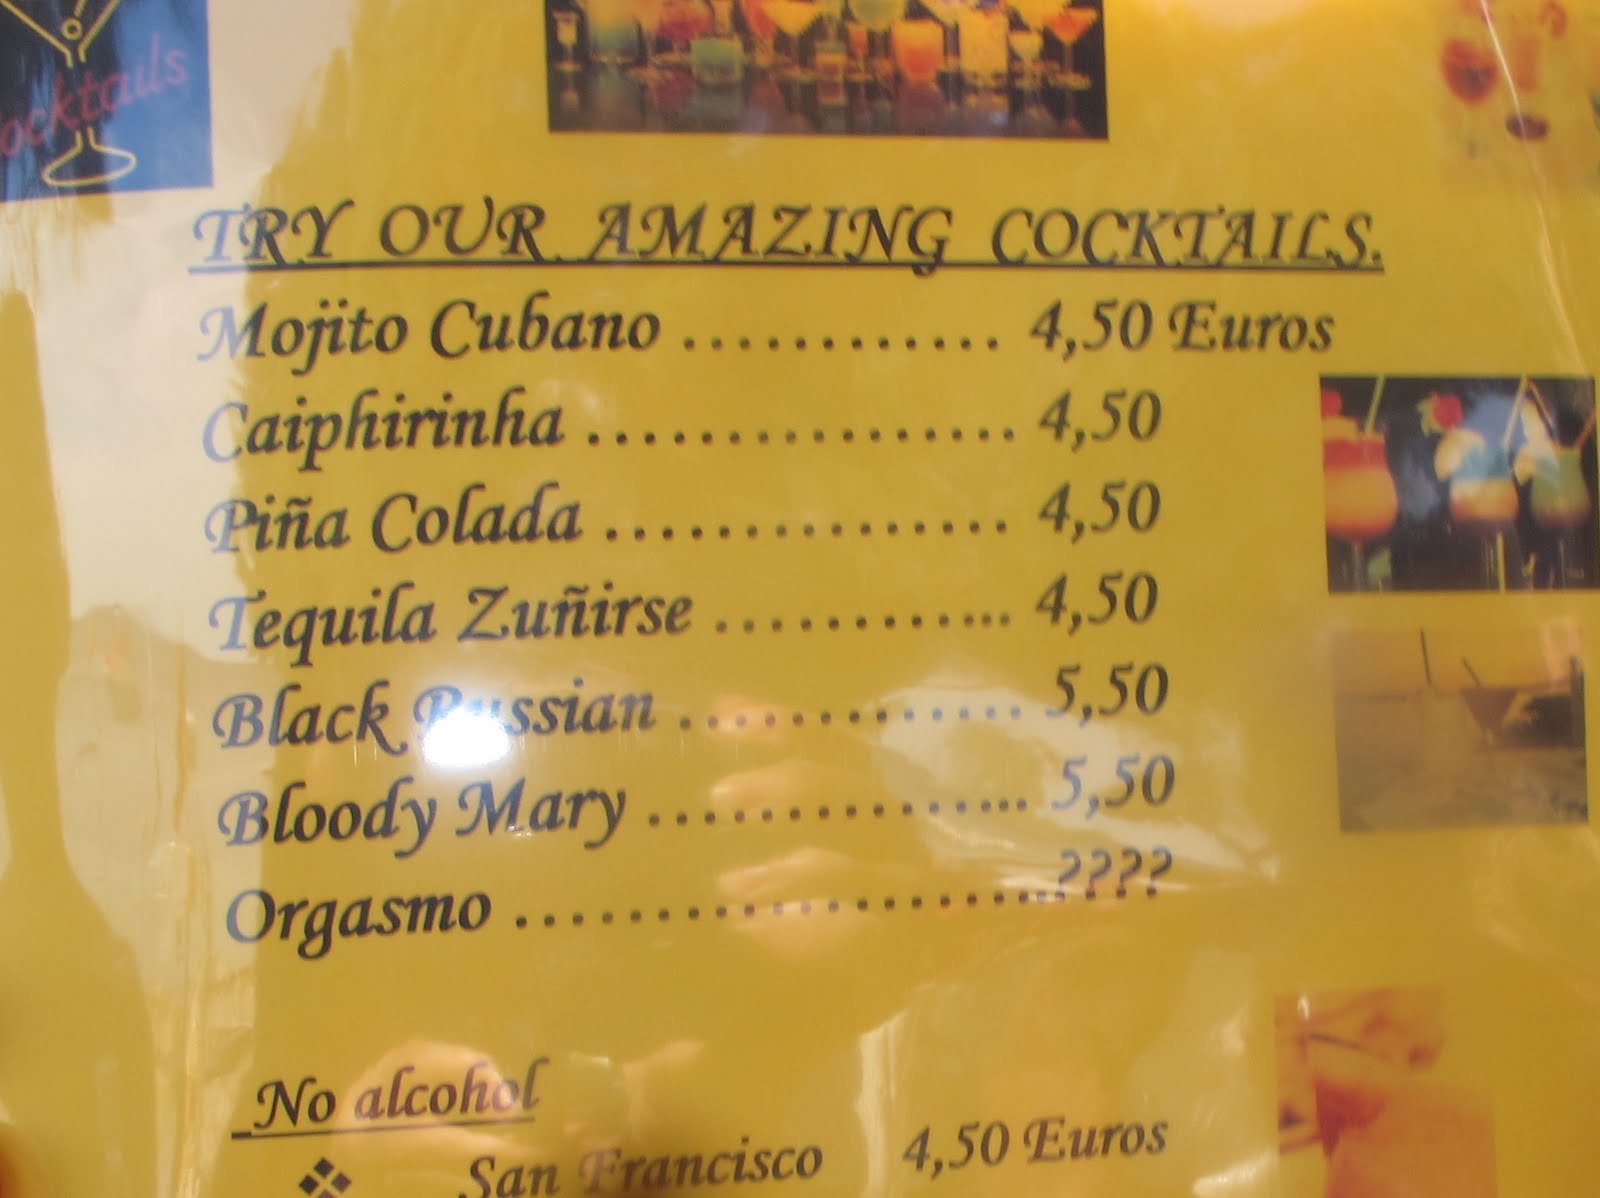 ocktails
TRY OUR AMAZING COCKTAILS.
Mojito Cubano ............ 4,50 Euros
Caiphirinha ................ 4,50
Piña Colada ............... 4,50
Tequila Zuñirse ............ 4,50
Black Russian ............. 5,50
Bloody Mary ............... 5,50
Orgasmo .....................????
No alcohol
❖ San Francisco 4,50 Euros